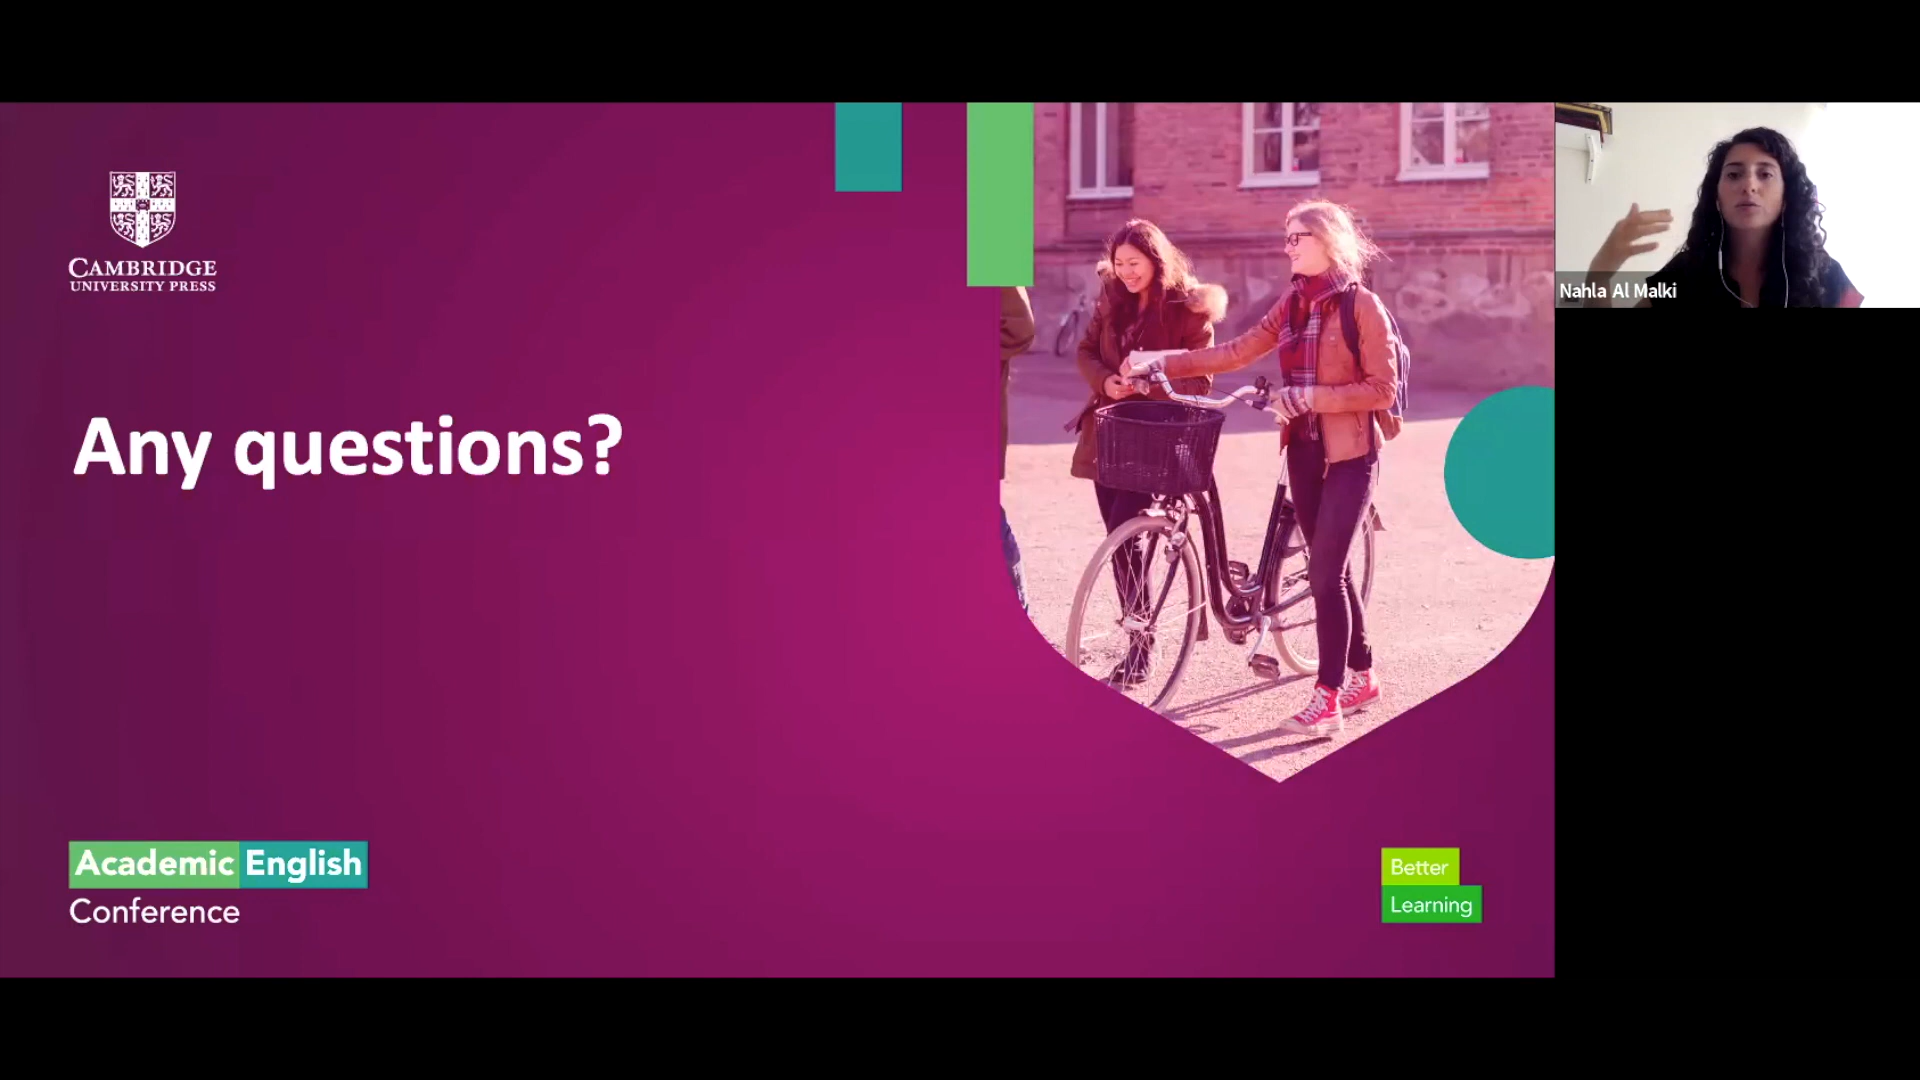 CAMBRIDGE
UNIVERSITY PRESS
Any questions?
Academic English
Conference
Better
Learning
Nahla Al Malki